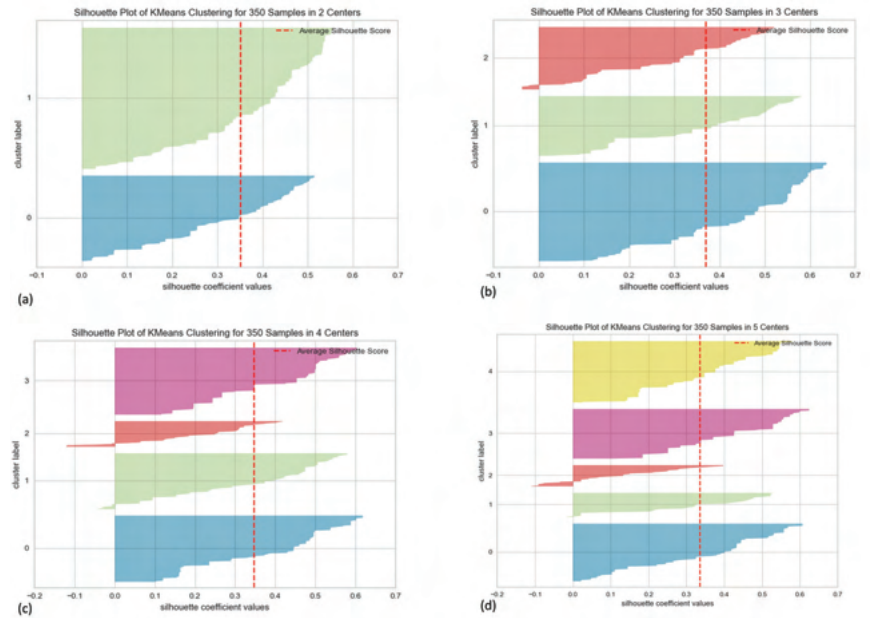 Silhouette Plot of KMeans Clustering for 350 Samples in 2 Centers
Average Silhouette Score
cluster label
1
0
−0.1 0.0 0.1 0.2 0.3 0.4 0.5 0.6 0.7
silhouette coefficient values
(a)
Silhouette Plot of KMeans Clustering for 350 Samples in 3 Centers
Average Silhouette Score
cluster label
2
1
0
−0.1 0.0 0.1 0.2 0.3 0.4 0.5 0.6 0.7
silhouette coefficient values
(b)
Silhouette Plot of KMeans Clustering for 350 Samples in 4 Centers
Average Silhouette Score
cluster label
3
2
1
0
−0.2 −0.1 0.0 0.1 0.2 0.3 0.4 0.5 0.6 0.7
silhouette coefficient values
(c)
Silhouette Plot of KMeans Clustering for 350 Samples in 5 Centers
Average Silhouette Score
cluster label
4
3
2
1
0
−0.2 −0.1 0.0 0.1 0.2 0.3 0.4 0.5 0.6 0.7
silhouette coefficient values
(d)